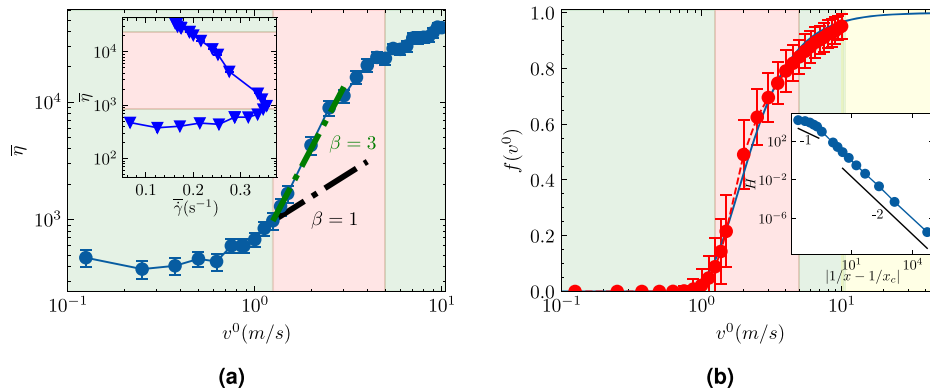 10⁴
10³
10²
η̅
0.1 0.2 0.3
γ̇̅(s⁻¹)
η̅
10⁴
10³
β = 3
β = 1
10⁻¹ 10⁰ 10¹
v⁰(m/s)
(a)
f(v⁰)
1.0
0.8
0.6
0.4
0.2
0.0
10⁻¹ 10⁰ 10¹
v⁰(m/s)
H
10⁻²
10⁻⁶
-1
-2
10¹ 10⁴
|1/x − 1/x_c|
(b)